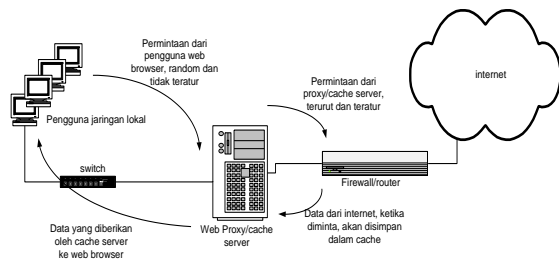 Permintaan dari
pengguna web
browser, random dan
tidak teratur
Permintaan dari
proxy/cache server,
terurut dan teratur
internet
Pengguna jaringan lokal
switch
Firewall/router
Data yang diberikan
oleh cache server
ke web browser
Web Proxy/cache
server
Data dari internet, ketika
diminta, akan disimpan
dalam cache